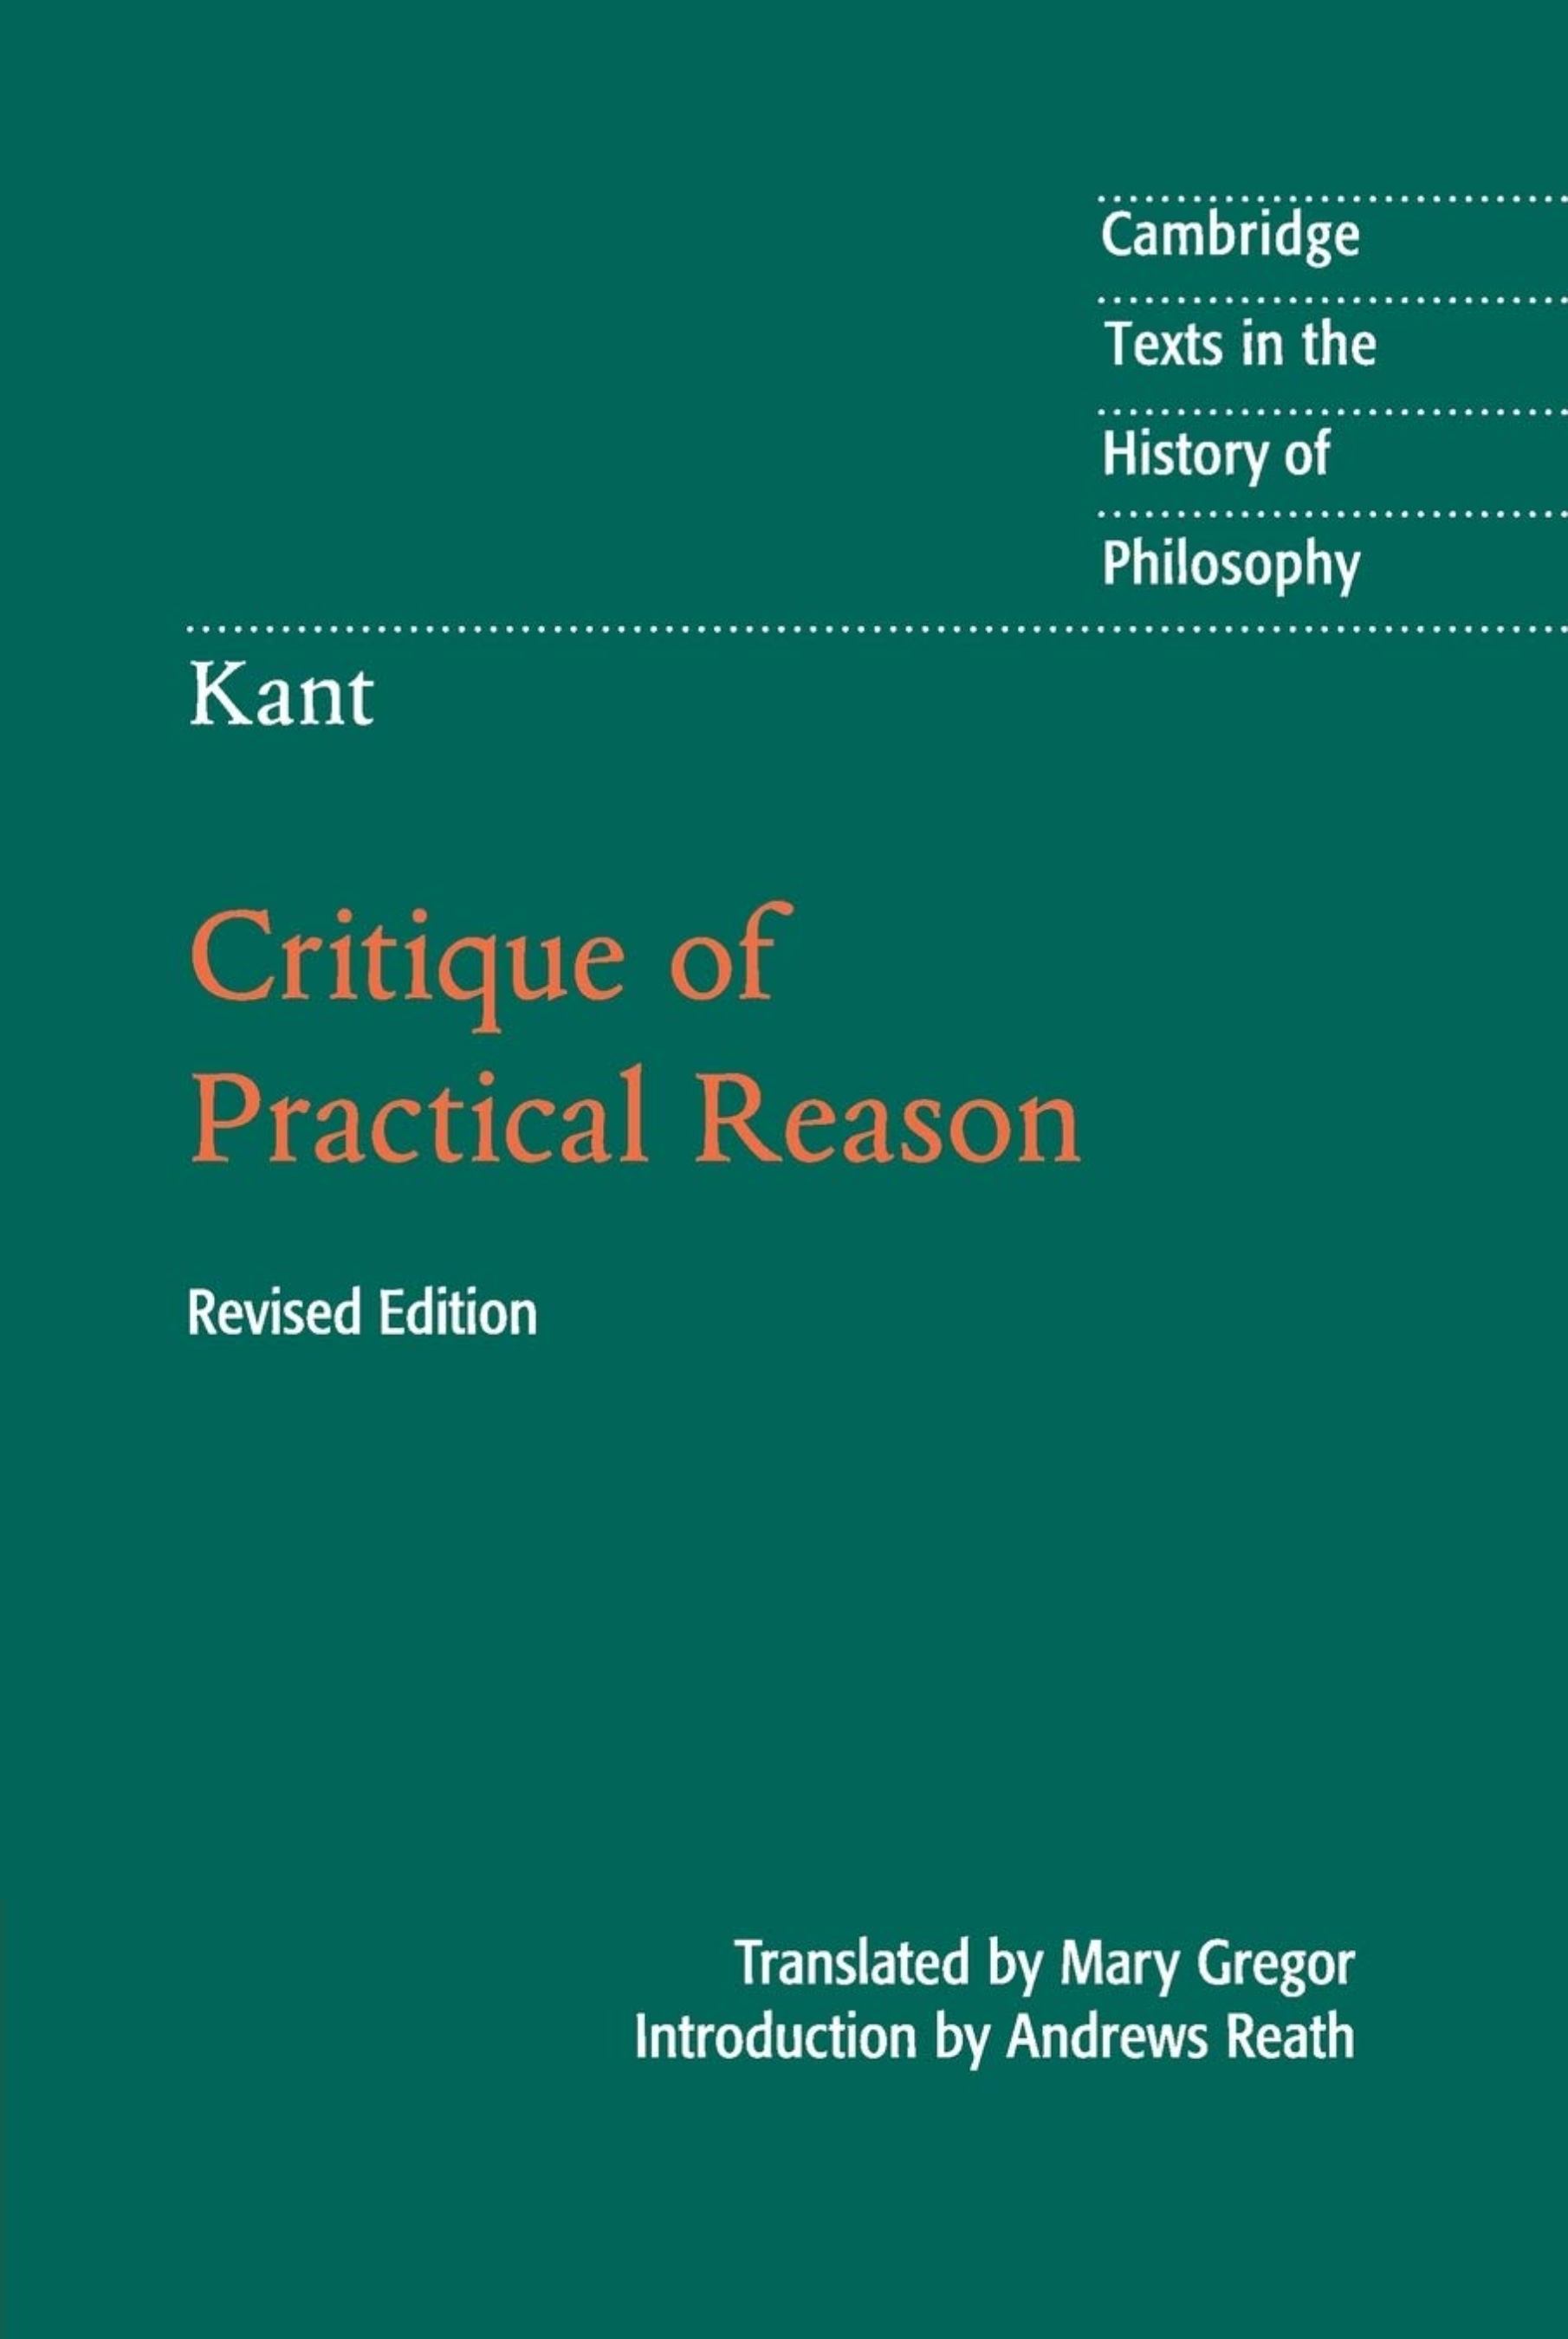 Cambridge
Texts in the
History of
Philosophy
Kant
Critique of
Practical Reason
Revised Edition
Translated by Mary Gregor
Introduction by Andrews Reath